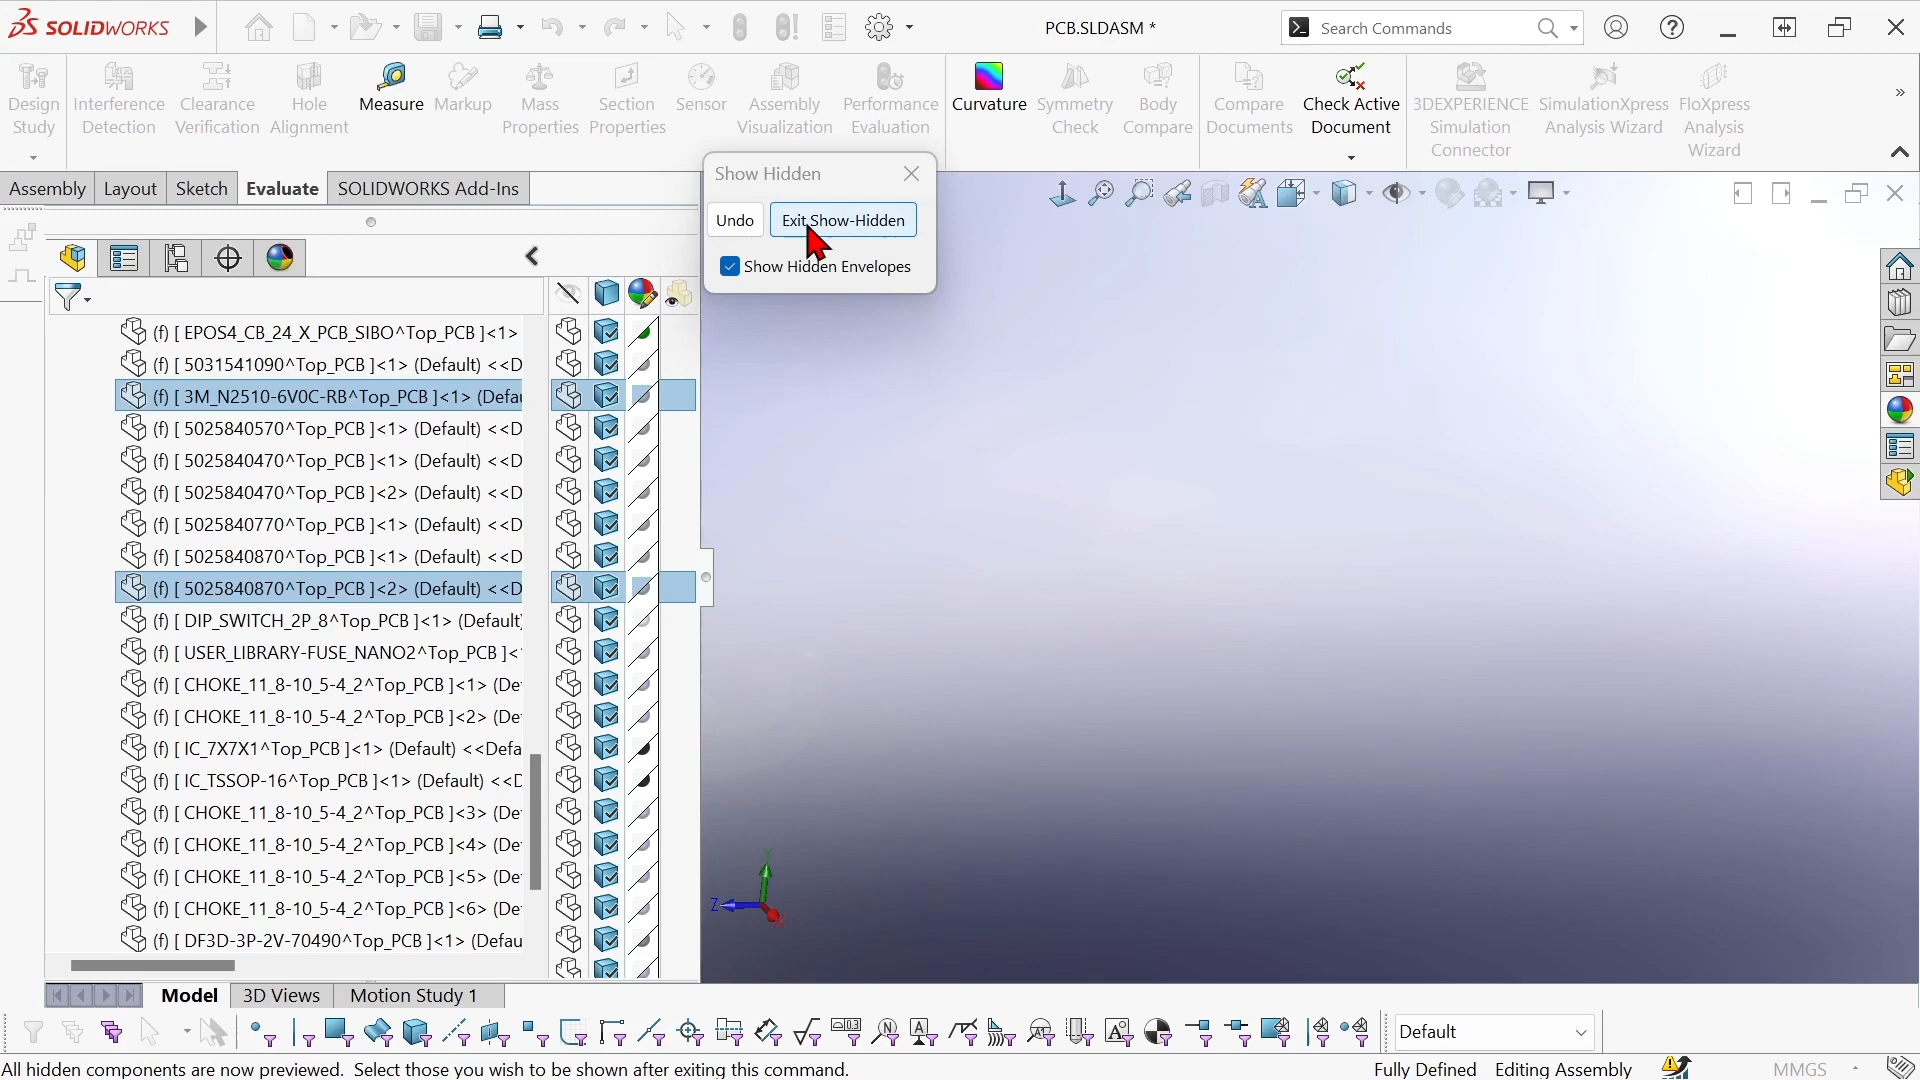 SOLIDWORKS
PCB.SLDASM *
Search Commands
Design Study
Interference Detection
Clearance Verification
Hole Alignment
Measure
Markup
Mass Properties
Section Properties
Sensor
Assembly Visualization
Performance Evaluation
Curvature
Symmetry Check
Body Compare
Compare Documents
Check Active Document
3DEXPERIENCE Simulation Connector
SimulationXpress Analysis Wizard
FloXpress Analysis Wizard
Assembly
Layout
Sketch
Evaluate
SOLIDWORKS Add-Ins
Show Hidden
Undo
Exit Show-Hidden
Show Hidden Envelopes
(f) [ EPOS4_CB_24_X_PCB_SIBO^Top_PCB ]<1>
(f) [ 5031541090^Top_PCB ]<1> (Default) <<D
(f) [ 3M_N2510-6V0C-RB^Top_PCB ]<1> (Defau
(f) [ 5025840570^Top_PCB ]<1> (Default) <<D
(f) [ 5025840470^Top_PCB ]<1> (Default) <<D
(f) [ 5025840470^Top_PCB ]<2> (Default) <<D
(f) [ 5025840770^Top_PCB ]<1> (Default) <<D
(f) [ 5025840870^Top_PCB ]<1> (Default) <<D
(f) [ 5025840870^Top_PCB ]<2> (Default) <<D
(f) [ DIP_SWITCH_2P_8^Top_PCB ]<1> (Default)
(f) [ USER_LIBRARY-FUSE_NANO2^Top_PCB ]<
(f) [ CHOKE_11_8-10_5-4_2^Top_PCB ]<1> (De
(f) [ CHOKE_11_8-10_5-4_2^Top_PCB ]<2> (De
(f) [ IC_7X7X1^Top_PCB ]<1> (Default) <<Defa
(f) [ IC_TSSOP-16^Top_PCB ]<1> (Default) <<D
(f) [ CHOKE_11_8-10_5-4_2^Top_PCB ]<3> (De
(f) [ CHOKE_11_8-10_5-4_2^Top_PCB ]<4> (De
(f) [ CHOKE_11_8-10_5-4_2^Top_PCB ]<5> (De
(f) [ CHOKE_11_8-10_5-4_2^Top_PCB ]<6> (De
(f) [ DF3D-3P-2V-70490^Top_PCB ]<1> (Defau
Y
Z
X
Model
3D Views
Motion Study 1
Default
All hidden components are now previewed.  Select those you wish to be shown after exiting this command.
Fully Defined
Editing Assembly
MMGS